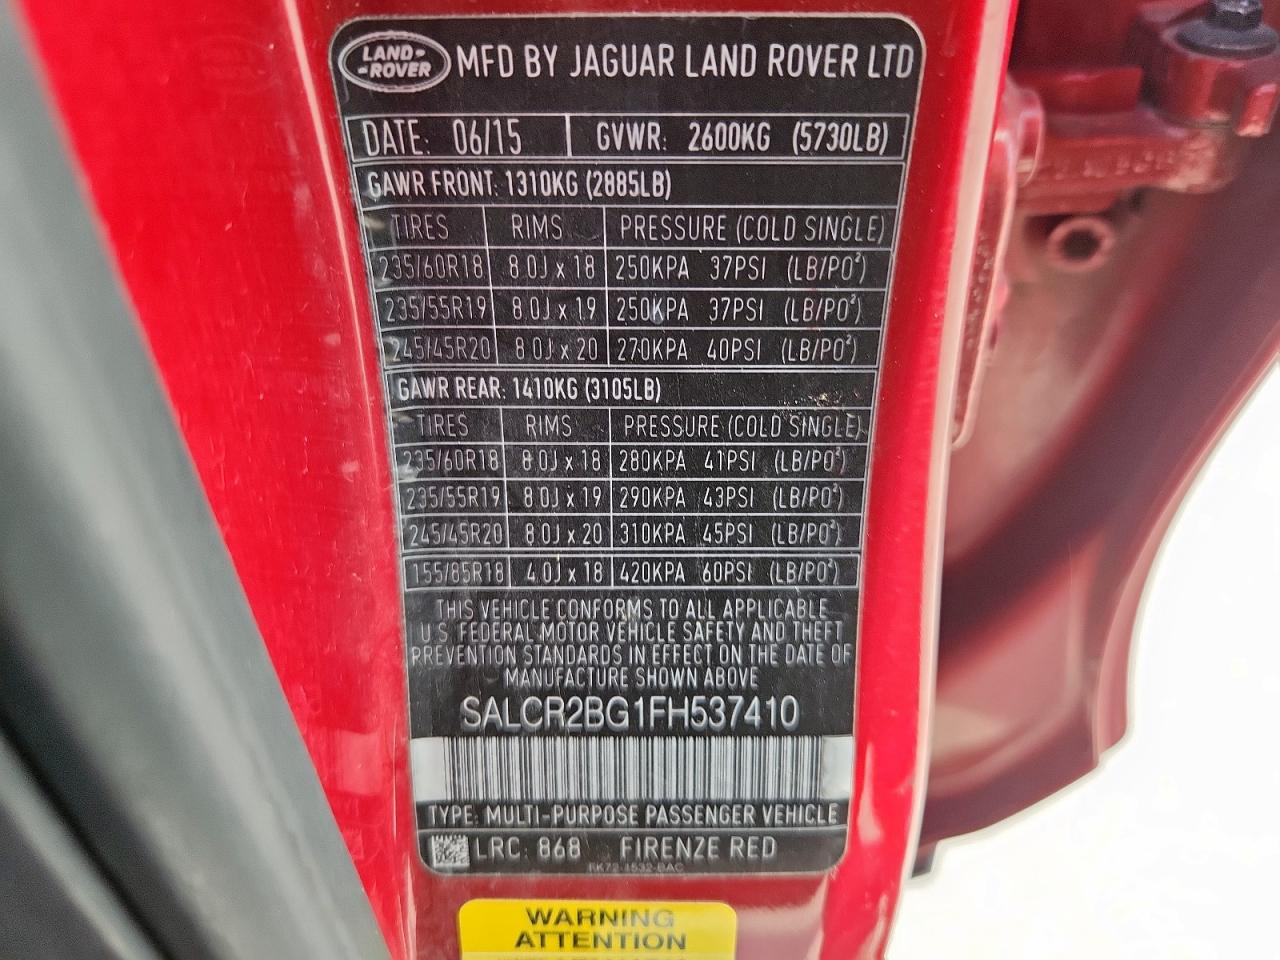 LAND-
-ROVER
MFD BY JAGUAR LAND ROVER LTD
DATE: 06/15 GVWR: 2600KG (5730LB)
GAWR FRONT: 1310KG (2885LB)
TIRES RIMS PRESSURE (COLD SINGLE)
235/60R18 8.0J x 18 250KPA 37PSI (LB/PO²)
235/55R19 8.0J x 19 250KPA 37PSI (LB/PO²)
245/45R20 8.0J x 20 270KPA 40PSI (LB/PO²)
GAWR REAR: 1410KG (3105LB)
TIRES RIMS PRESSURE (COLD SINGLE)
235/60R18 8.0J x 18 280KPA 41PSI (LB/PO²)
235/55R19 8.0J x 19 290KPA 43PSI (LB/PO²)
245/45R20 8.0J x 20 310KPA 45PSI (LB/PO²)
155/85R18 4.0J x 18 420KPA 60PSI (LB/PO²)
THIS VEHICLE CONFORMS TO ALL APPLICABLE
U.S. FEDERAL MOTOR VEHICLE SAFETY AND THEFT
PREVENTION STANDARDS IN EFFECT ON THE DATE OF
MANUFACTURE SHOWN ABOVE
SALCR2BG1FH537410
TYPE: MULTI-PURPOSE PASSENGER VEHICLE
LRC: 868 FIRENZE RED
WARNING
ATTENTION